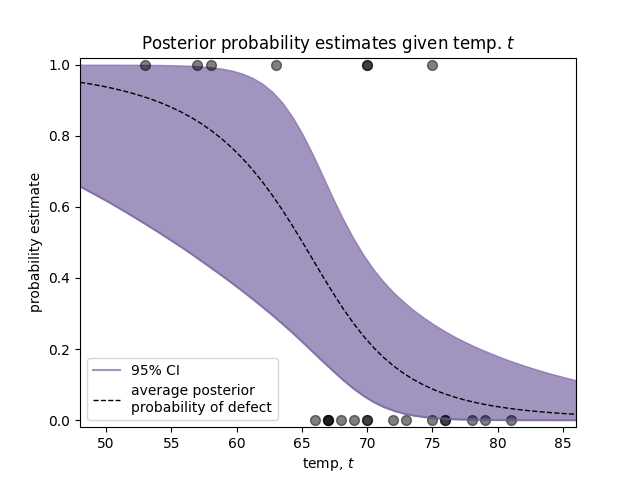 Posterior probability estimates given temp. t
probability estimate
1.0
0.8
0.6
0.4
0.2
0.0
95% CI
average posterior
probability of defect
50 55 60 65 70 75 80 85
temp, t